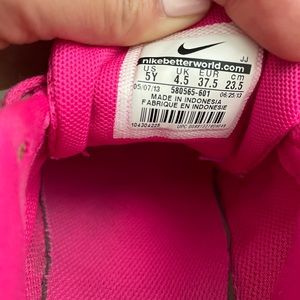 JJ
nikebetterworld.com
US UK EUR cm
5Y 4.5 37.5 23.5
05/07/13 580565-601 06/25/13
MADE IN INDONESIA
FABRIQUE EN INDONESIE
UPC